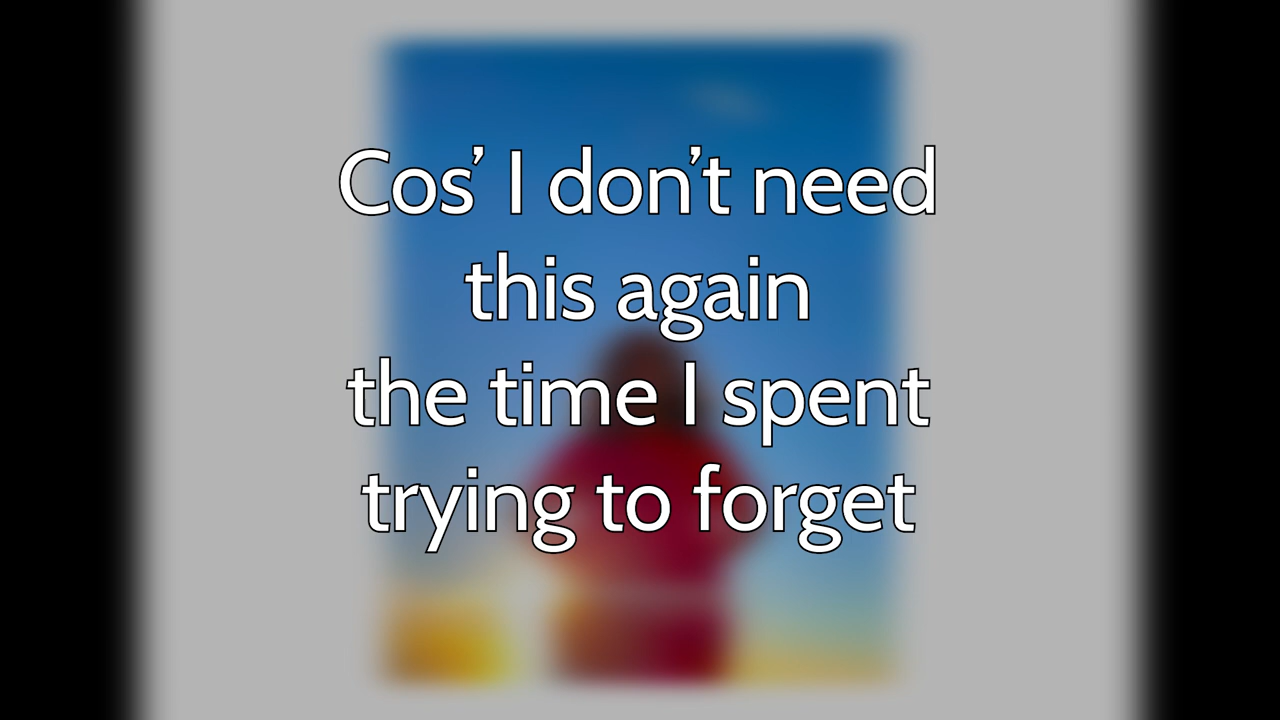 Cos’ I don’t need
this again
the time I spent
trying to forget